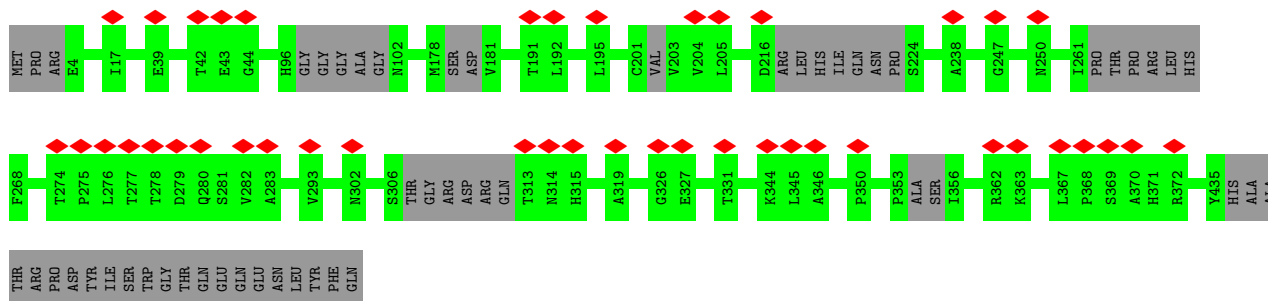 MET PRO ARG E4 I17 E39 T42 E43 G44 H96 GLY GLY GLY ALA GLY N102 M178 SER ASP V181 T191 L192 L195 C201 VAL V203 V204 L205 D216 ARG LEU HIS ILE GLN ASN PRO S224 A238 G247 N250 I261 PRO THR PRO ARG LEU HIS
F268 T274 P275 L276 T277 T278 D279 Q280 S281 V282 A283 V293 N302 S306 THR GLY ARG ASP ARG GLN T313 N314 H315 A319 G326 E327 T331 K344 L345 A346 P350 P353 ALA SER I356 R362 K363 L367 P368 S369 A370 H371 R372 Y435 HIS ALA ALA
THR ARG PRO ASP TYR ILE SER TRP GLY THR GLN GLU GLN GLU ASN LEU TYR PHE GLN